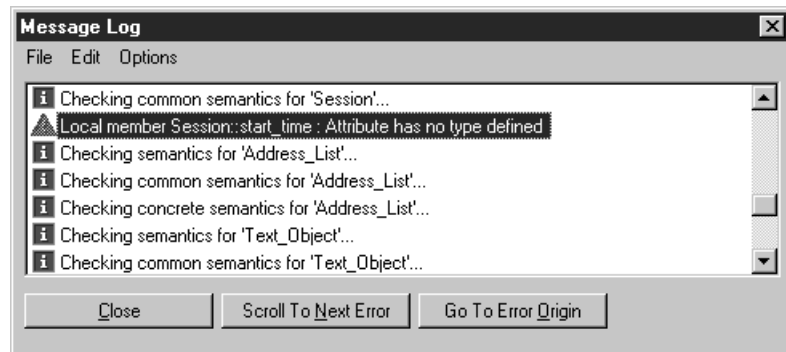 Message Log
File Edit Options
Checking common semantics for 'Session'...
Local member Session::start_time : Attribute has no type defined
Checking semantics for 'Address_List'...
Checking common semantics for 'Address_List'...
Checking concrete semantics for 'Address_List'...
Checking semantics for 'Text_Object'...
Checking common semantics for 'Text_Object'...
Close Scroll To Next Error Go To Error Origin